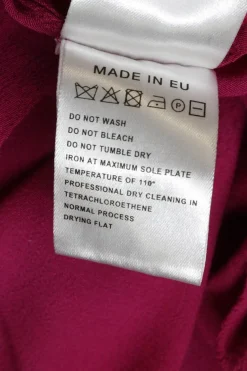 MADE IN EU
P
DO NOT WASH
DO NOT BLEACH
DO NOT TUMBLE DRY
IRON AT MAXIMUM SOLE PLATE
TEMPERATURE OF 110°
PROFESSIONAL DRY CLEANING IN
TETRACHLOROETHENE
NORMAL PROCESS
DRYING FLAT